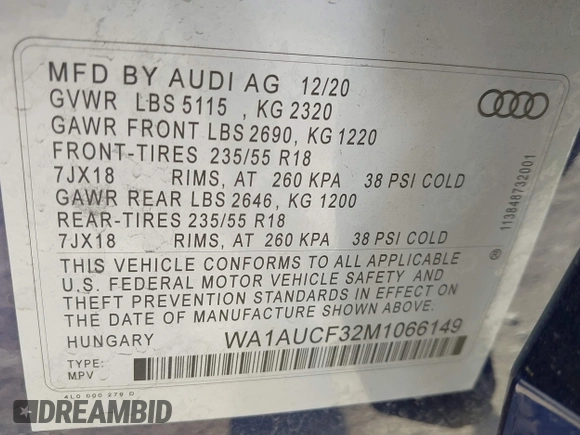 MFD BY AUDI AG 12/20
GVWR LBS 5115 , KG 2320
GAWR FRONT LBS 2690, KG 1220
FRONT-TIRES 235/55 R18
7JX18 RIMS, AT 260 KPA 38 PSI COLD
GAWR REAR LBS 2646, KG 1200
REAR-TIRES 235/55 R18
7JX18 RIMS, AT 260 KPA 38 PSI COLD
THIS VEHICLE CONFORMS TO ALL APPLICABLE
U.S. FEDERAL MOTOR VEHICLE SAFETY AND
THEFT PREVENTION STANDARDS IN EFFECT ON
THE DATE OF MANUFACTURE SHOWN ABOVE.
HUNGARY WA1AUCF32M1066149
TYPE:
MPV
4L0 000 279 D
113848732001
®
DREAMBID